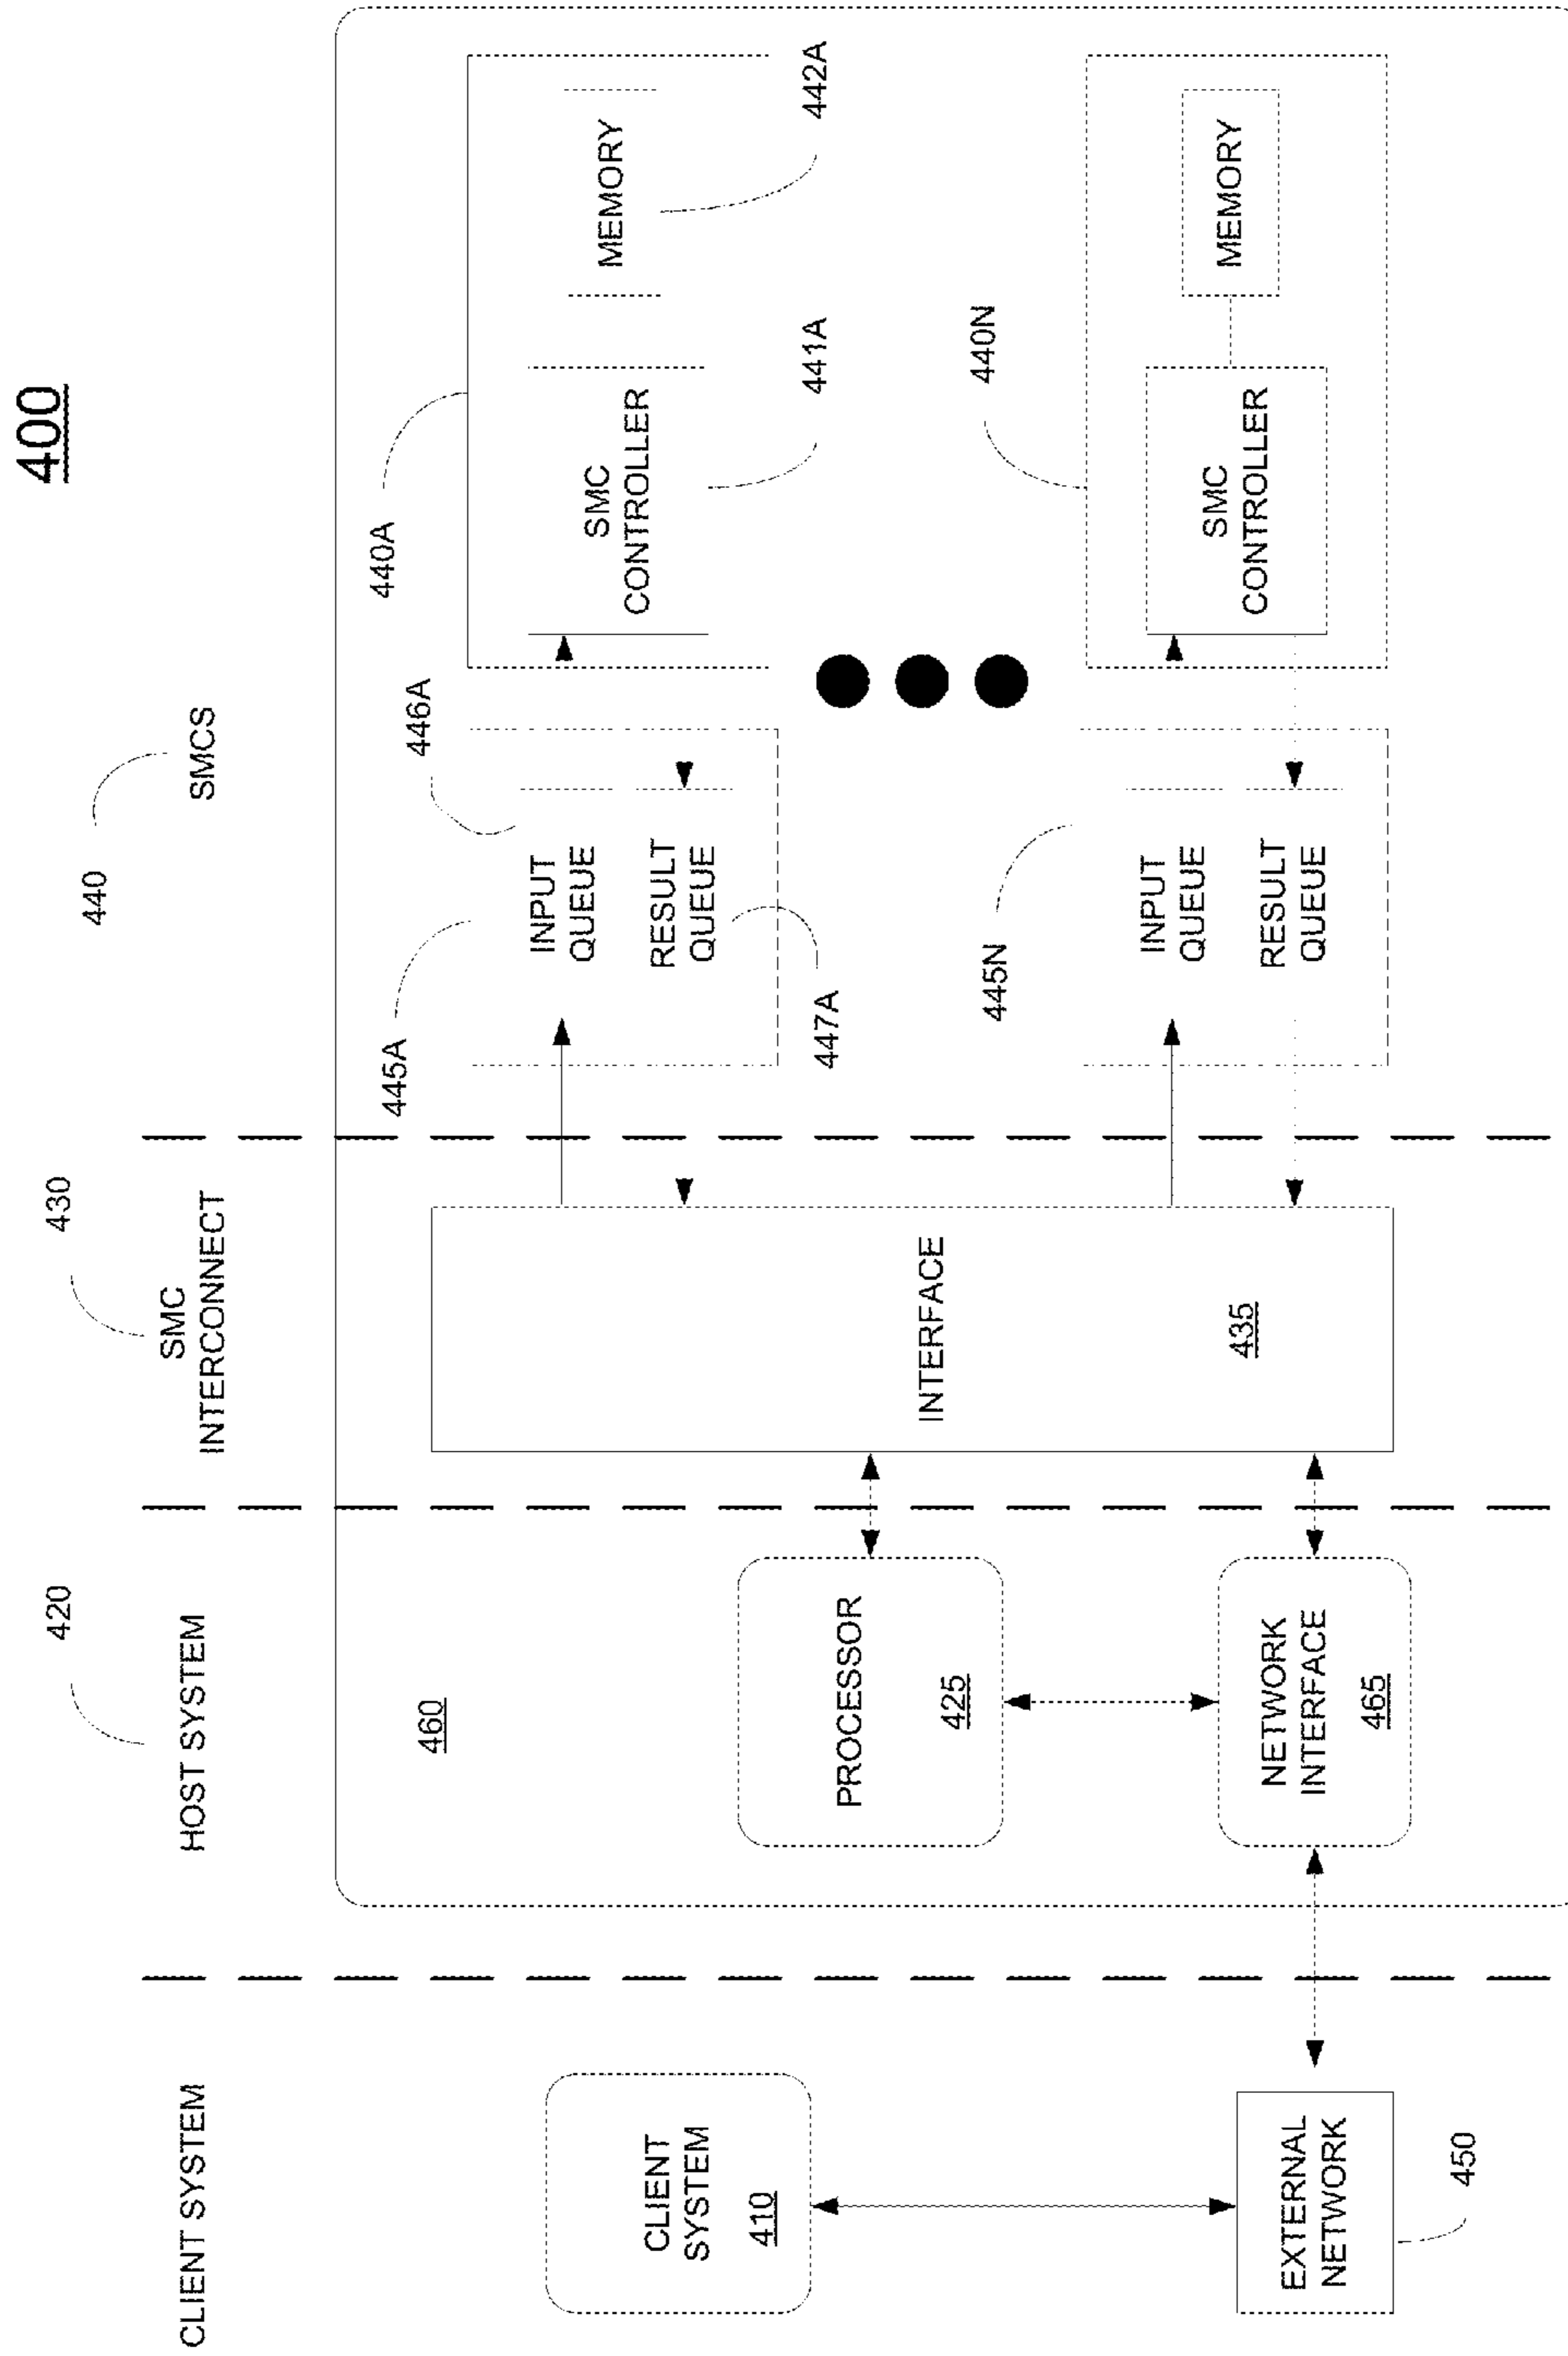 400
CLIENT SYSTEM
HOST SYSTEM
420
SMC
INTERCONNECT
430
SMCS
440
CLIENT
SYSTEM
410
EXTERNAL
NETWORK
450
460
PROCESSOR
425
NETWORK
INTERFACE
465
INTERFACE
435
445A
446A
INPUT
QUEUE
RESULT
QUEUE
447A
440A
SMC
CONTROLLER
441A
MEMORY
442A
445N
INPUT
QUEUE
RESULT
QUEUE
440N
SMC
CONTROLLER
MEMORY